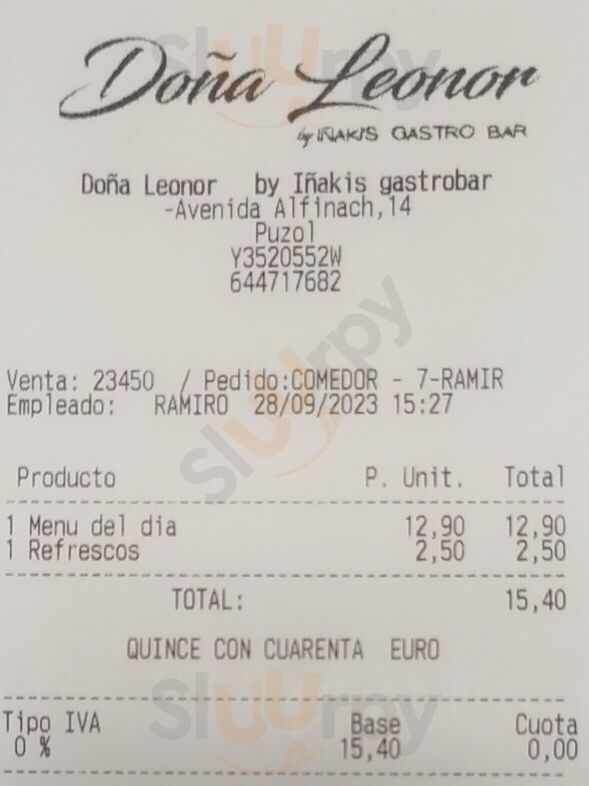 Doña Leonor
by IÑAKIS GASTRO BAR
Doña Leonor by Iñakis gastrobar
-Avenida Alfinach,14
Puzol
Y3520552W
644717682
Venta: 23450 / Pedido:COMEDOR - 7-RAMIR
Empleado: RAMIRO 28/09/2023 15:27
Producto P. Unit. Total
1 Menu del dia 12,90 12,90
1 Refrescos 2,50 2,50
TOTAL: 15,40
QUINCE CON CUARENTA EURO
Tipo IVA Base Cuota
0 % 15,40 0,00
Sluurpy
Sluurpy
Sluurpy